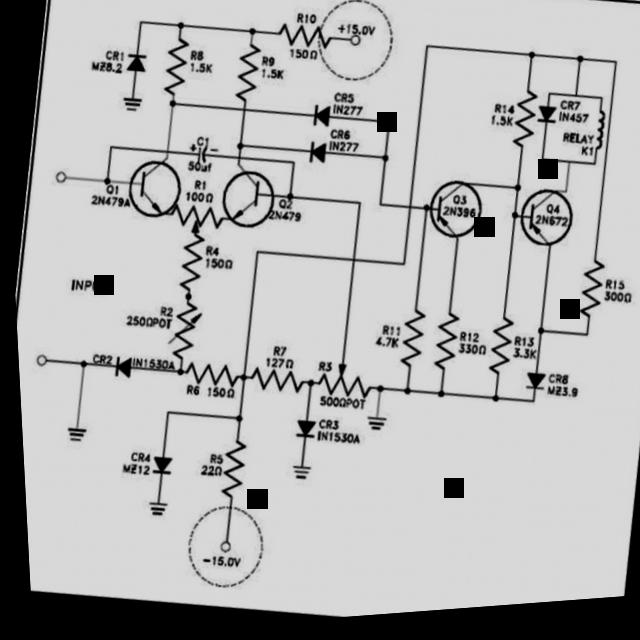 R10
+15.0V
150Ω
CR1
MZ8.2
R8
1.5K
R9
1.5K
CR5
IN277
R14
1.5K
CR7
IN457
RELAY
K1
CR6
IN277
C1
+ -
50uf
Q1
2N479A
R1
100Ω
Q2
2N479
Q3
2N396
Q4
2N672
R4
150Ω
R15
300Ω
R2
250ΩPOT
R11
4.7K
R12
330Ω
R13
3.3K
CR2
IN1530A
R7
127Ω
R3
500ΩPOT
R6 150Ω
CR8
MZ3.9
CR3
IN1530A
CR4
MZ12
R5
22Ω
-15.0V